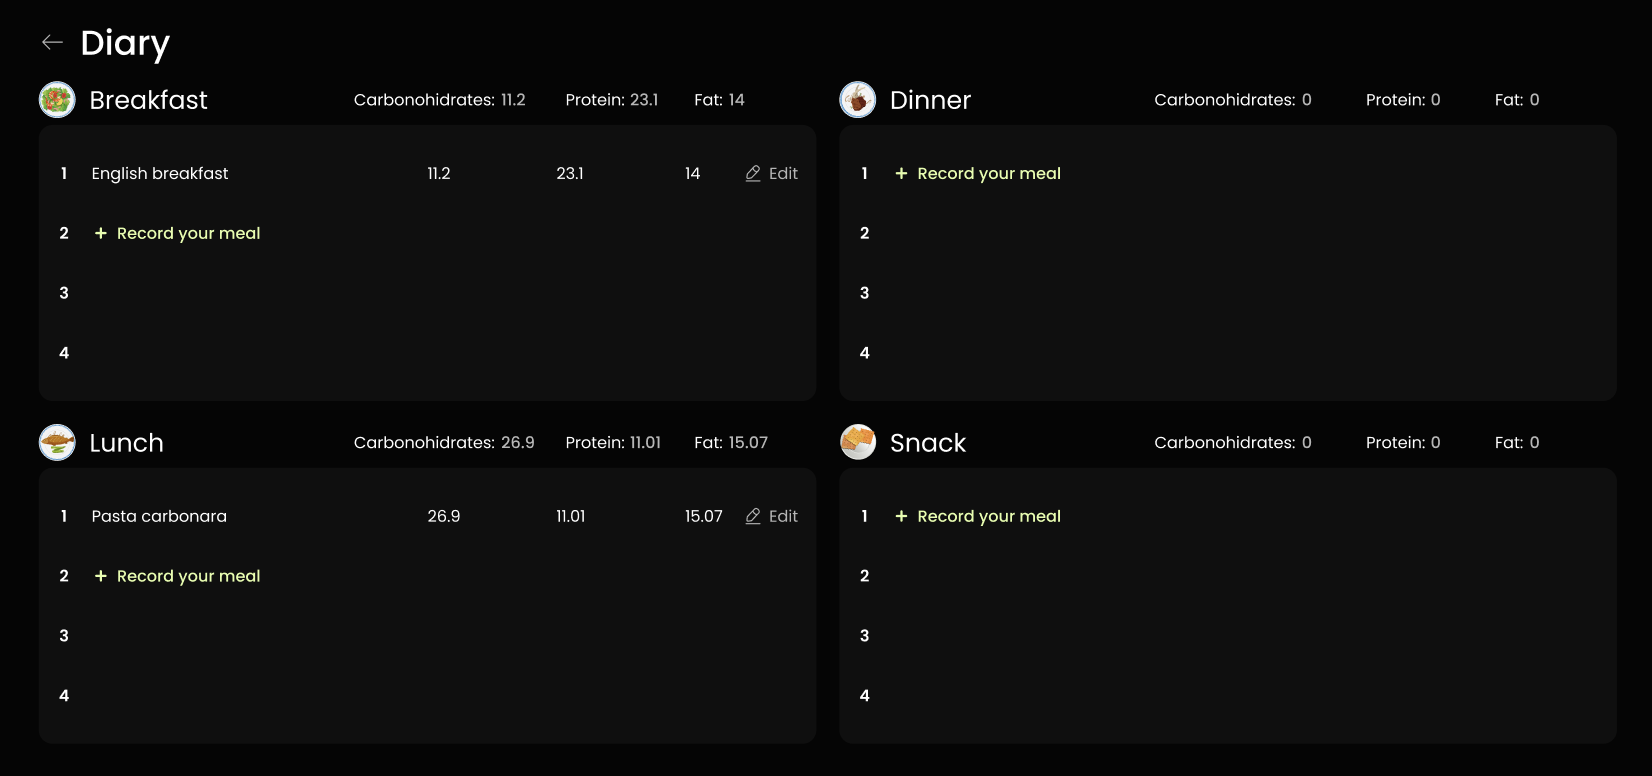 Diary
Breakfast Carbonohidrates: 11.2 Protein: 23.1 Fat: 14
1 English breakfast 11.2 23.1 14 Edit
2 + Record your meal
3
4
Dinner Carbonohidrates: 0 Protein: 0 Fat: 0
1 + Record your meal
2
3
4
Lunch Carbonohidrates: 26.9 Protein: 11.01 Fat: 15.07
1 Pasta carbonara 26.9 11.01 15.07 Edit
2 + Record your meal
3
4
Snack Carbonohidrates: 0 Protein: 0 Fat: 0
1 + Record your meal
2
3
4